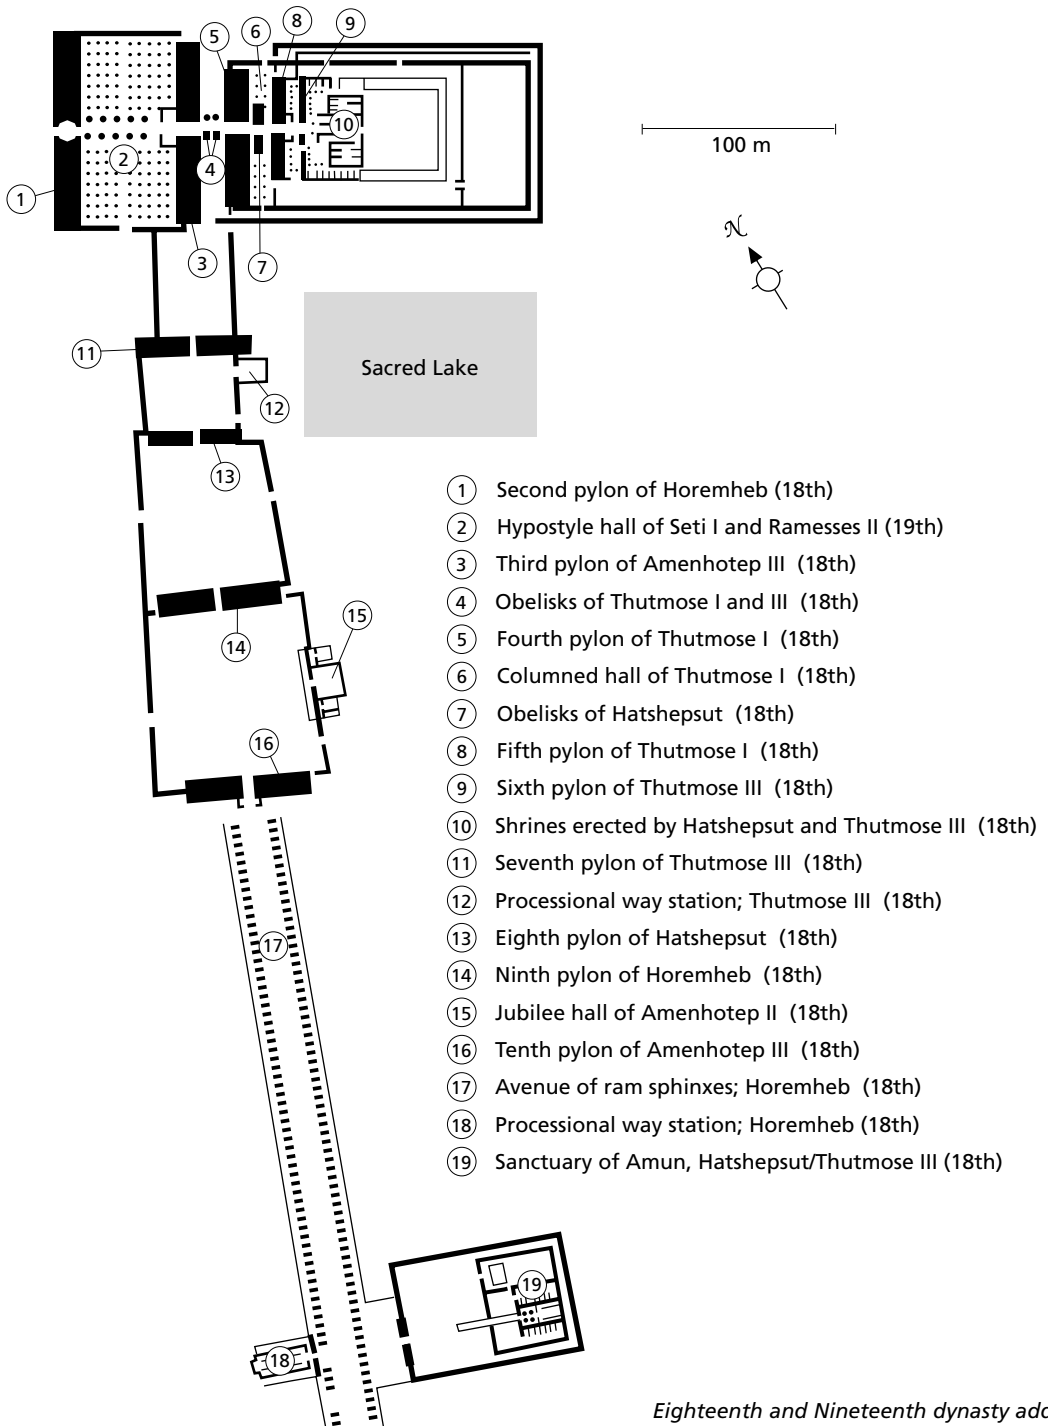 5
6
8
9
10
2
4
1
3
7
100 m
N
11
Sacred Lake
12
13
14
15
16
17
18
19
1 Second pylon of Horemheb (18th)
2 Hypostyle hall of Seti I and Ramesses II (19th)
3 Third pylon of Amenhotep III (18th)
4 Obelisks of Thutmose I and III (18th)
5 Fourth pylon of Thutmose I (18th)
6 Columned hall of Thutmose I (18th)
7 Obelisks of Hatshepsut (18th)
8 Fifth pylon of Thutmose I (18th)
9 Sixth pylon of Thutmose III (18th)
10 Shrines erected by Hatshepsut and Thutmose III (18th)
11 Seventh pylon of Thutmose III (18th)
12 Processional way station; Thutmose III (18th)
13 Eighth pylon of Hatshepsut (18th)
14 Ninth pylon of Horemheb (18th)
15 Jubilee hall of Amenhotep II (18th)
16 Tenth pylon of Amenhotep III (18th)
17 Avenue of ram sphinxes; Horemheb (18th)
18 Processional way station; Horemheb (18th)
19 Sanctuary of Amun, Hatshepsut/Thutmose III (18th)
Eighteenth and Nineteenth dynasty